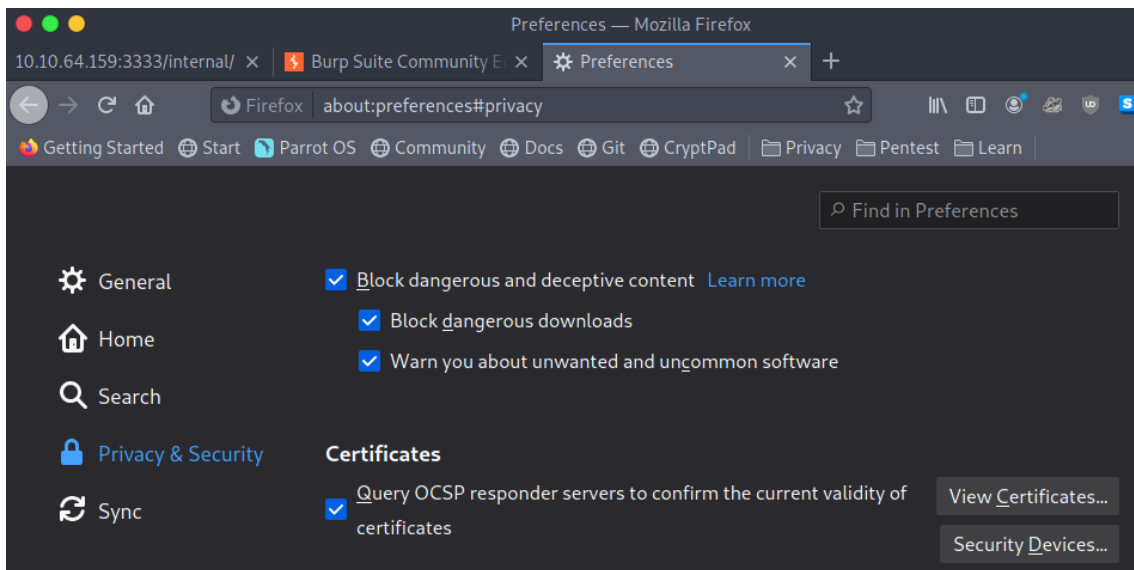 Preferences — Mozilla Firefox
10.10.64.159:3333/internal/ Burp Suite Community E Preferences
Firefox about:preferences#privacy
Getting Started Start Parrot OS Community Docs Git CryptPad Privacy Pentest Learn
Find in Preferences
General Block dangerous and deceptive content Learn more
Block dangerous downloads
Home
Warn you about unwanted and uncommon software
Search
Privacy & Security Certificates
Query OCSP responder servers to confirm the current validity of View Certificates...
Sync
certificates
Security Devices...